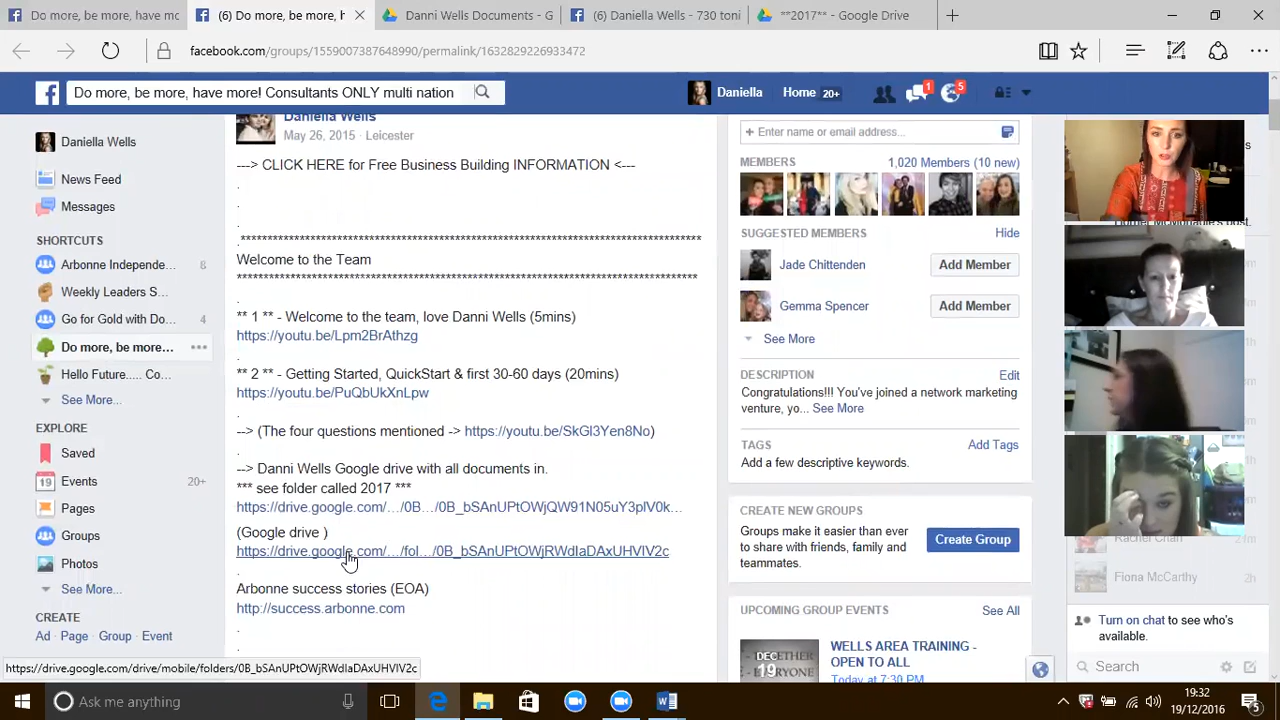 Do more, be more, have mo
(6) Do more, be more, h
Danni Wells Documents - G
(6) Daniella Wells - 730 toni
**2017** - Google Drive
facebook.com/groups/1559007387648990/permalink/1632829226933472
Do more, be more, have more! Consultants ONLY multi nation
Daniella
Home 20+
1
5
Daniella Wells
News Feed
Messages
SHORTCUTS
Arbonne Independe... 8
Weekly Leaders S...
Go for Gold with Do... 4
Do more, be more...
Hello Future..... Co...
See More...
EXPLORE
Saved
19 Events 20+
Pages
Groups
Photos
See More...
CREATE
Ad · Page · Group · Event
Daniella Wells
May 26, 2015 · Leicester
---> CLICK HERE for Free Business Building INFORMATION <---
.
.
.
.**************************************************************************************
Welcome to the Team
**************************************************************************************
.
** 1 ** - Welcome to the team, love Danni Wells (5mins)
https://youtu.be/Lpm2BrAthzg
.
** 2 ** - Getting Started, QuickStart & first 30-60 days (20mins)
https://youtu.be/PuQbUkXnLpw
.
--> (The four questions mentioned -> https://youtu.be/SkGl3Yen8No)
.
--> Danni Wells Google drive with all documents in.
*** see folder called 2017 ***
https://drive.google.com/…/0B…/0B_bSAnUPtOWjQW91N05uY3plV0k...
(Google drive )
https://drive.google.com/…/fol…/0B_bSAnUPtOWjRWdlaDAxUHVIV2c
.
Arbonne success stories (EOA)
http://success.arbonne.com
.
+ Enter name or email address...
MEMBERS 1,020 Members (10 new)
SUGGESTED MEMBERS Hide
Jade Chittenden Add Member
Gemma Spencer Add Member
See More
DESCRIPTION Edit
Congratulations!!! You've joined a network marketing
venture, yo... See More
TAGS Add Tags
Add a few descriptive keywords.
CREATE NEW GROUPS
Groups make it easier than ever
to share with friends, family and
teammates.
Create Group
UPCOMING GROUP EVENTS See All
DEC
19
WELLS AREA TRAINING -
OPEN TO ALL
Today at 7:30 PM
post.
Rachel Chan
Fiona McCarthy 2h
Turn on chat to see who's
available.
Search
https://drive.google.com/drive/mobile/folders/0B_bSAnUPtOWjRWdlaDAxUHVIV2c
Ask me anything
19:32
19/12/2016
5